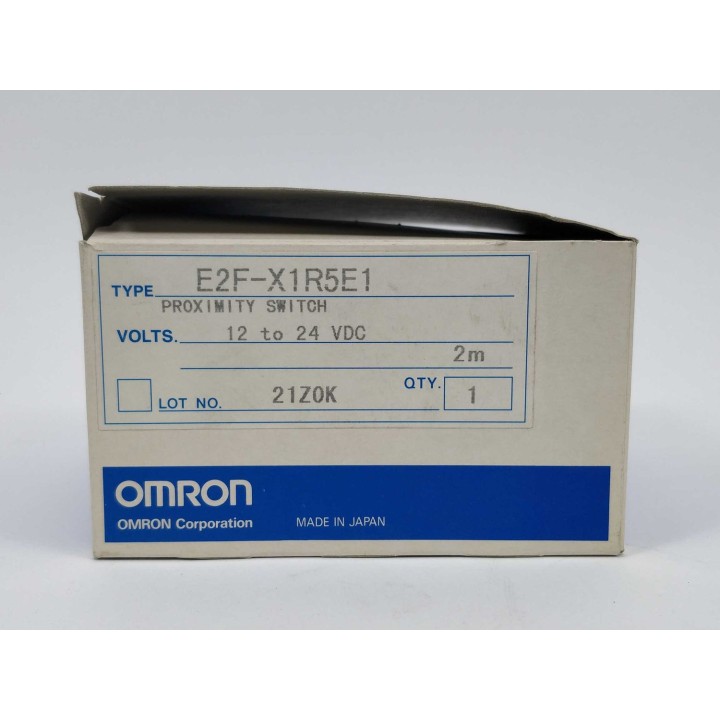 TYPE E2F-X1R5E1
PROXIMITY SWITCH
VOLTS. 12 to 24 VDC
2m
LOT NO. 21Z0K QTY. 1
OMRON
OMRON Corporation MADE IN JAPAN